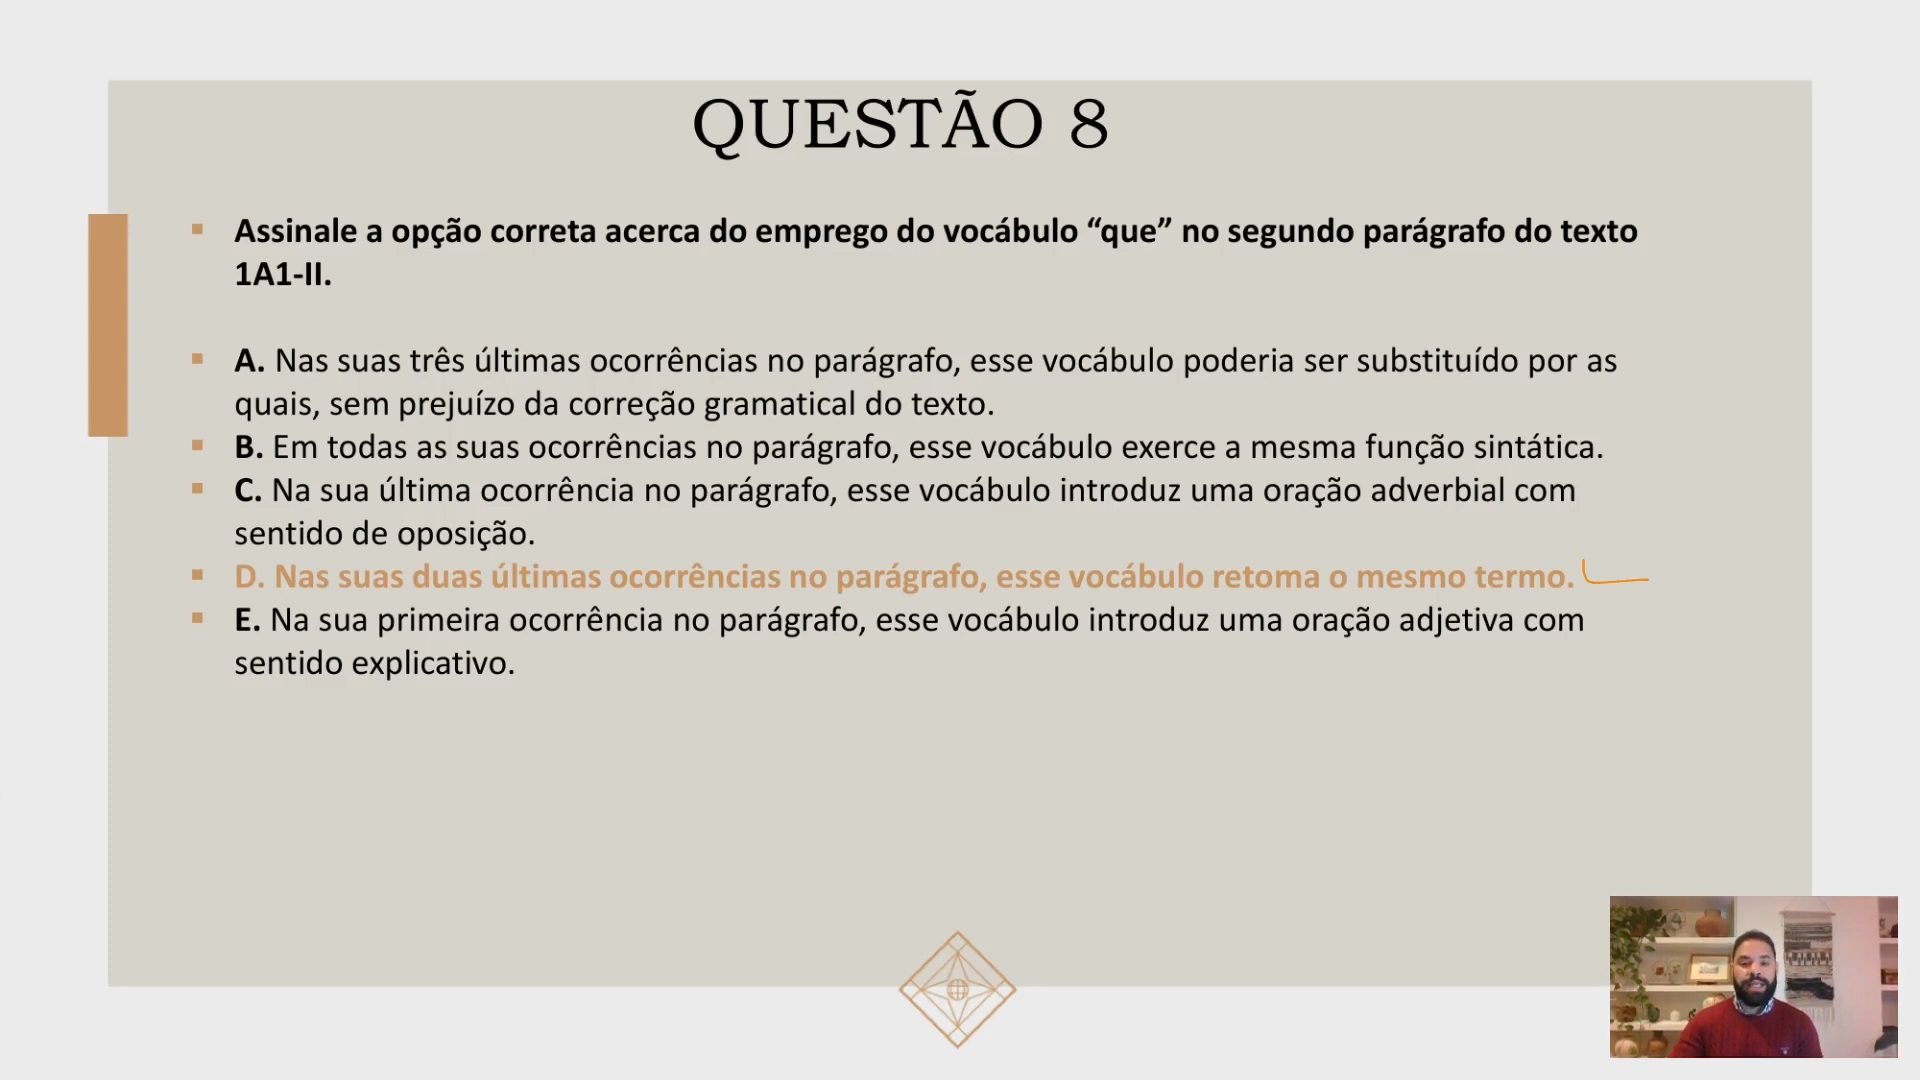 QUESTÃO 8
Assinale a opção correta acerca do emprego do vocábulo “que” no segundo parágrafo do texto
1A1-II.
A. Nas suas três últimas ocorrências no parágrafo, esse vocábulo poderia ser substituído por as
quais, sem prejuízo da correção gramatical do texto.
B. Em todas as suas ocorrências no parágrafo, esse vocábulo exerce a mesma função sintática.
C. Na sua última ocorrência no parágrafo, esse vocábulo introduz uma oração adverbial com
sentido de oposição.
D. Nas suas duas últimas ocorrências no parágrafo, esse vocábulo retoma o mesmo termo.
E. Na sua primeira ocorrência no parágrafo, esse vocábulo introduz uma oração adjetiva com
sentido explicativo.